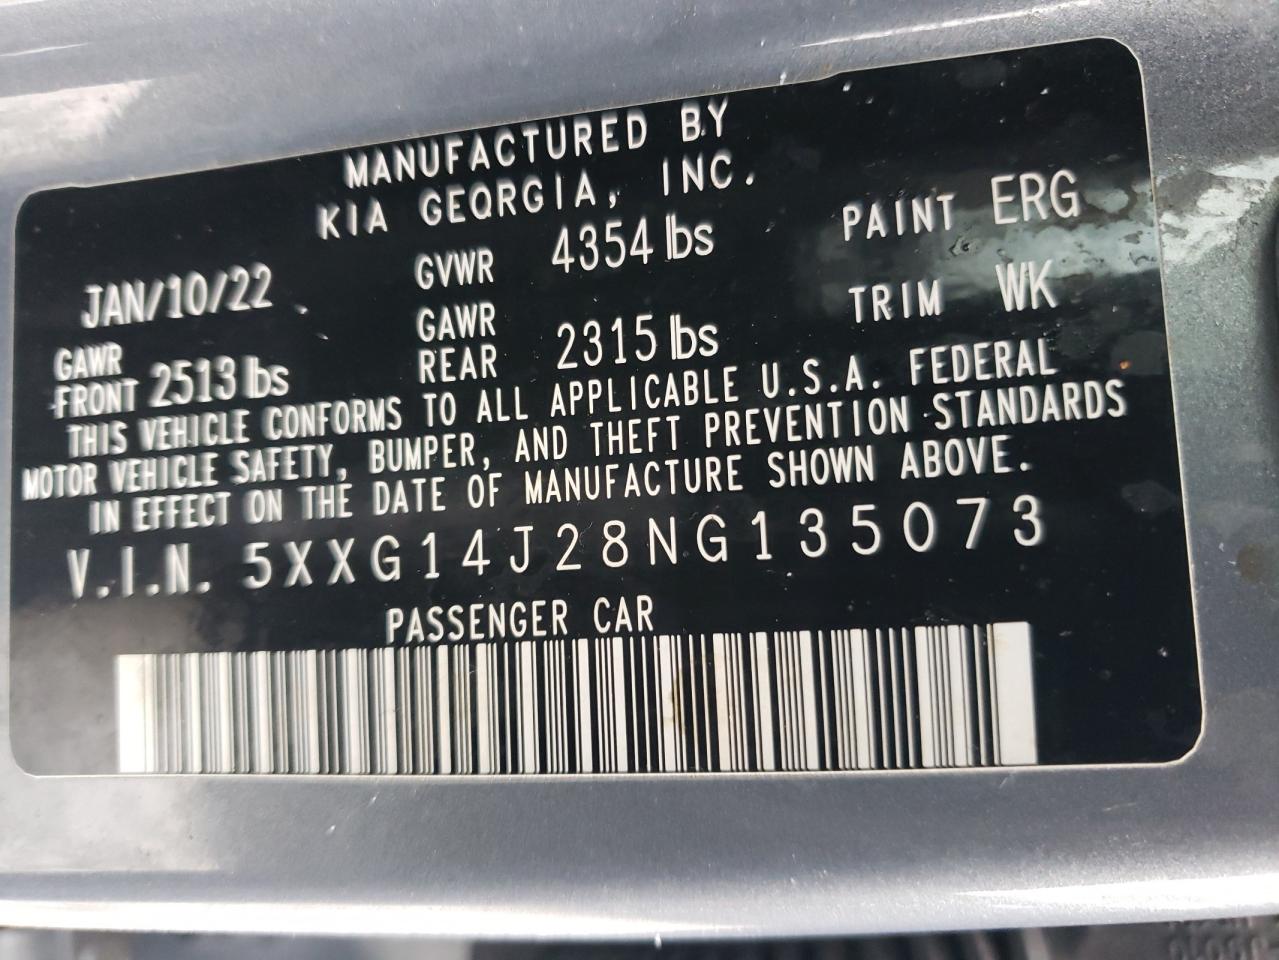 MANUFACTURED BY
KIA GEORGIA, INC.
JAN/10/22 GVWR 4354 lbs PAINT ERG
GAWR FRONT 2513 lbs GAWR REAR 2315 lbs TRIM WK
THIS VEHICLE CONFORMS TO ALL APPLICABLE U.S.A. FEDERAL
MOTOR VEHICLE SAFETY, BUMPER, AND THEFT PREVENTION STANDARDS
IN EFFECT ON THE DATE OF MANUFACTURE SHOWN ABOVE.
V.I.N. 5XXG14J28NG135073
PASSENGER CAR